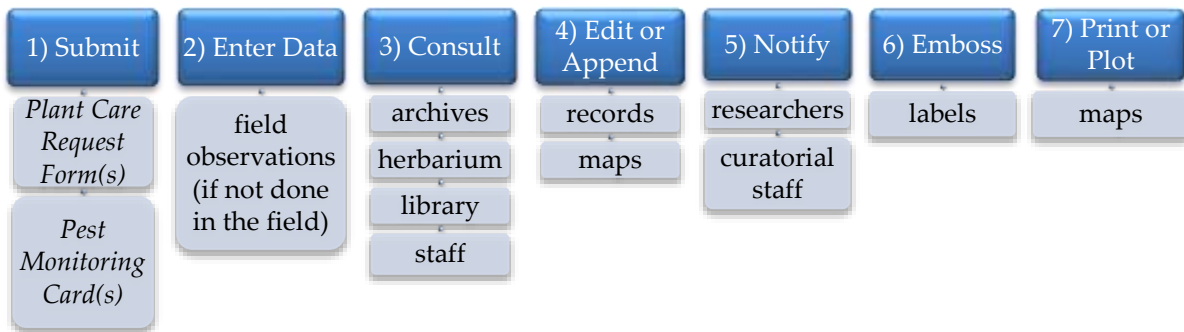 1) Submit
Plant Care
Request
Form(s)
Pest
Monitoring
Card(s)
2) Enter Data
field
observations
(if not done
in the field)
3) Consult
archives
herbarium
library
staff
4) Edit or
Append
records
maps
5) Notify
researchers
curatorial
staff
6) Emboss
labels
7) Print or
Plot
maps